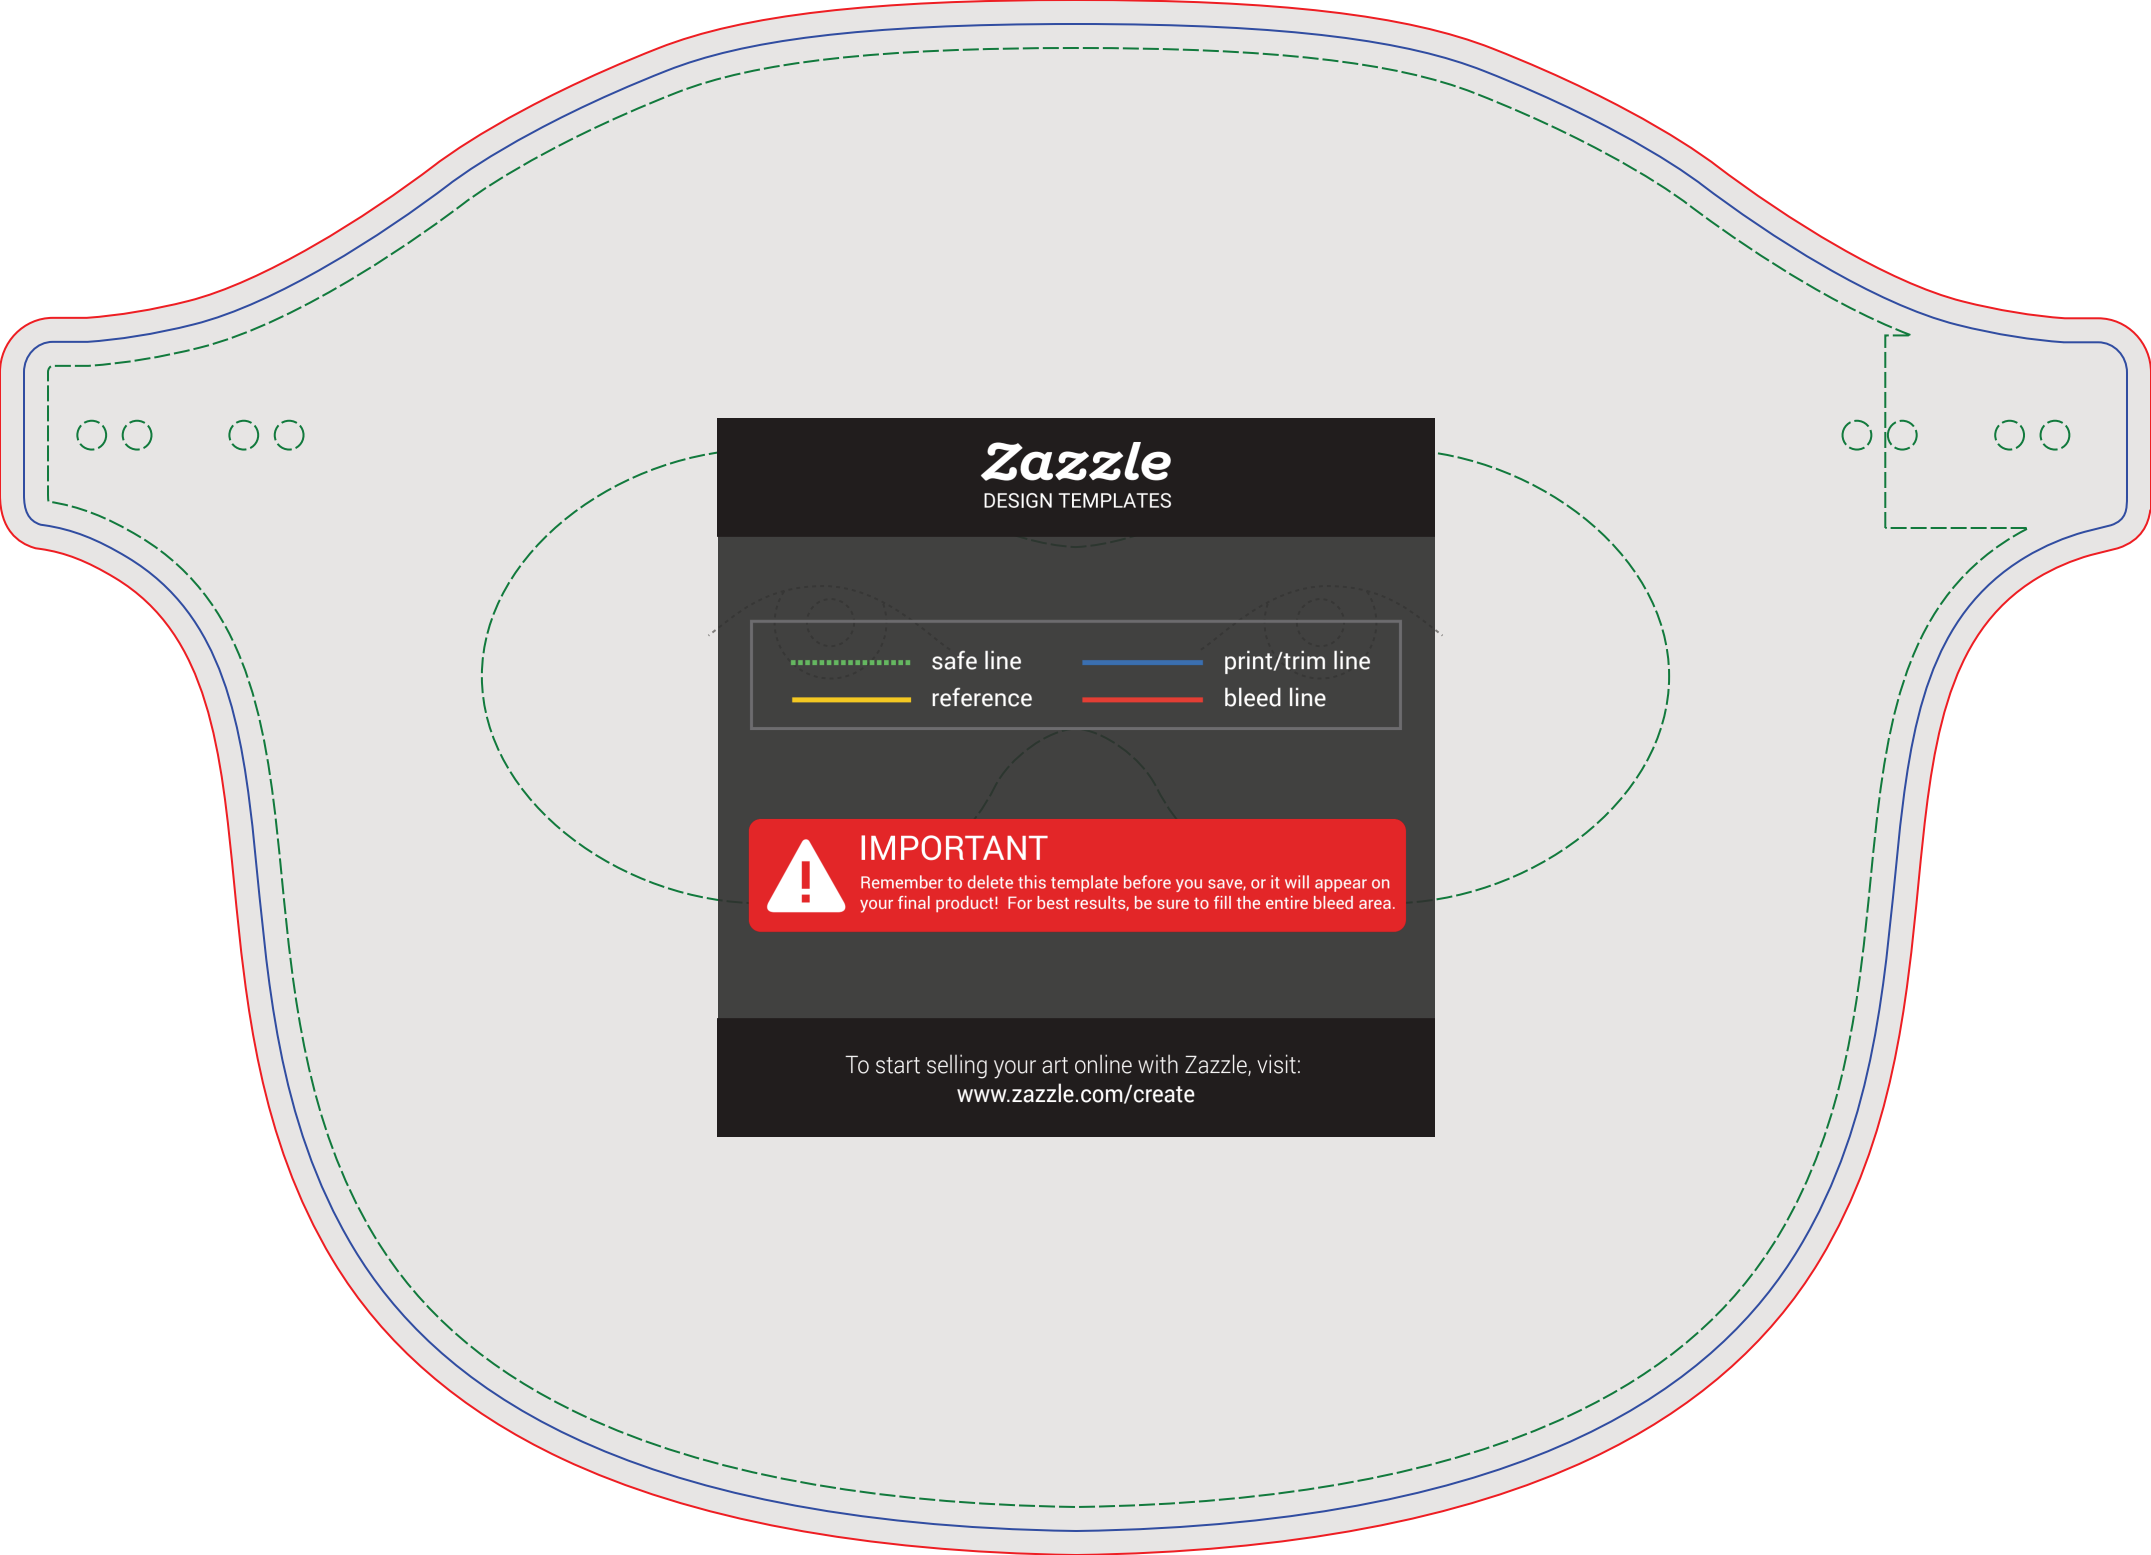 Zazzle
DESIGN TEMPLATES
safe line
print/trim line
reference
bleed line
IMPORTANT
Remember to delete this template before you save, or it will appear on
your final product!  For best results, be sure to fill the entire bleed area.
To start selling your art online with Zazzle, visit:
www.zazzle.com/create